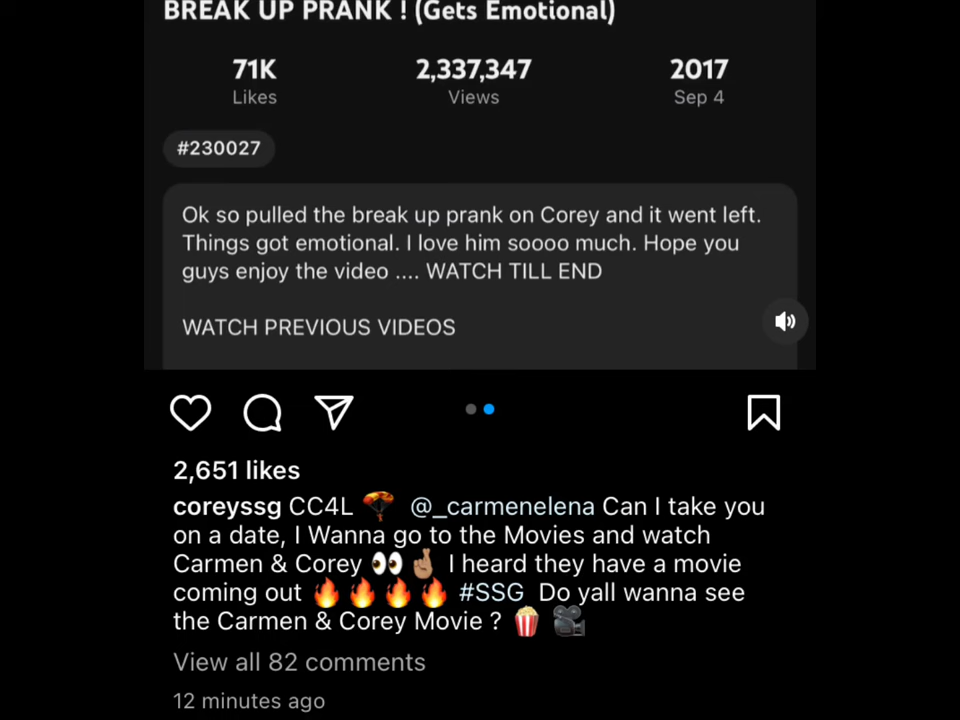 BREAK UP PRANK ! (Gets Emotional)
71K 2,337,347 2017
Likes Views Sep 4
#230027
Ok so pulled the break up prank on Corey and it went left.
Things got emotional. I love him soooo much. Hope you
guys enjoy the video .... WATCH TILL END
WATCH PREVIOUS VIDEOS
2,651 likes
coreyssg CC4L 🪂 @_carmenelena Can I take you
on a date, I Wanna go to the Movies and watch
Carmen & Corey 👀🤞🏽 I heard they have a movie
coming out 🔥🔥🔥🔥 #SSG Do yall wanna see
the Carmen & Corey Movie ? 🍿 🎥
View all 82 comments
12 minutes ago